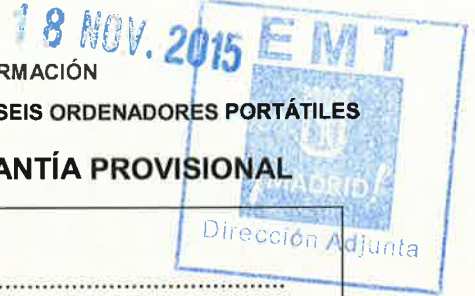 18 NOV. 2015
EMT
RMACIÓN
SEIS ORDENADORES PORTÁTILES
ANTÍA PROVISIONAL
¡MADRID!
Dirección Adjunta